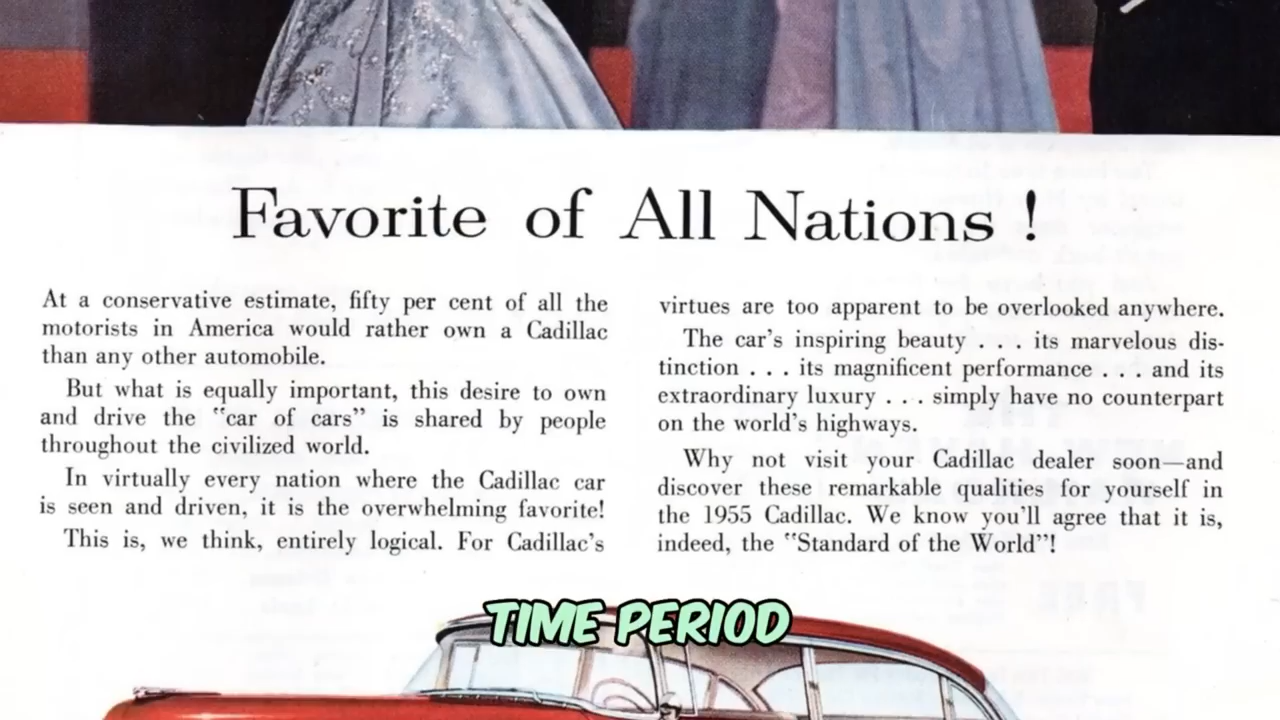 Favorite of All Nations !
At a conservative estimate, fifty per cent of all the
motorists in America would rather own a Cadillac
than any other automobile.
But what is equally important, this desire to own
and drive the "car of cars" is shared by people
throughout the civilized world.
In virtually every nation where the Cadillac car
is seen and driven, it is the overwhelming favorite!
This is, we think, entirely logical. For Cadillac's
virtues are too apparent to be overlooked anywhere.
The car's inspiring beauty . . . its marvelous dis-
tinction . . . its magnificent performance . . . and its
extraordinary luxury . . . simply have no counterpart
on the world's highways.
Why not visit your Cadillac dealer soon—and
discover these remarkable qualities for yourself in
the 1955 Cadillac. We know you'll agree that it is,
indeed, the "Standard of the World"!
TIME PERIOD